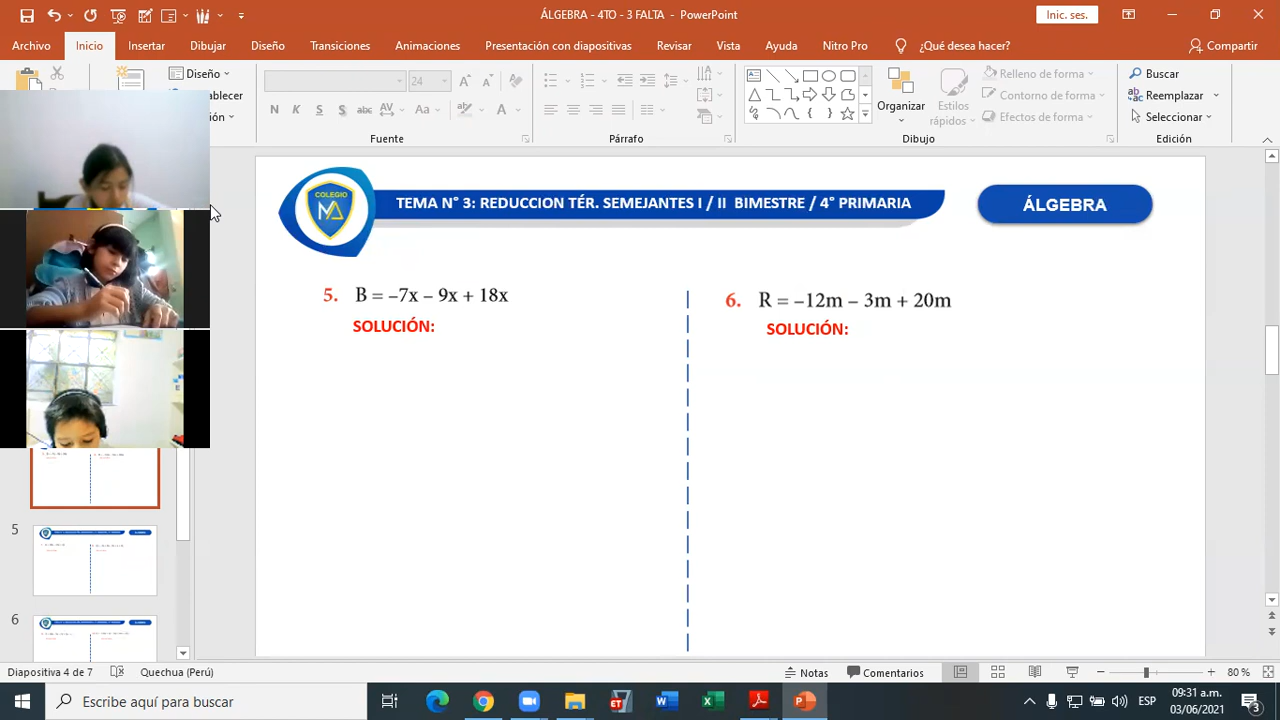 ÁLGEBRA - 4TO - 3 FALTA - PowerPoint
Inic. ses.
Archivo Inicio Insertar Dibujar Diseño Transiciones Animaciones Presentación con diapositivas Revisar Vista Ayuda Nitro Pro ¿Qué desea hacer? Compartir
Diseño
24
Relleno de forma
Buscar
ablecer
Contorno de forma
Reemplazar
Organizar
Estilos
rápidos
ión
N K S S abc AV Aa A
Efectos de forma
Seleccionar
Fuente
Párrafo
Dibujo
Edición
COLEGIO
TEMA N° 3: REDUCCION TÉR. SEMEJANTES I / II BIMESTRE / 4° PRIMARIA
ÁLGEBRA
5. B = –7x – 9x + 18x
SOLUCIÓN:
6. R = –12m – 3m + 20m
SOLUCIÓN:
5
6
Diapositiva 4 de 7
Quechua (Perú)
Notas
Comentarios
80 %
Escribe aquí para buscar
ESP
09:31 a.m.
03/06/2021
3